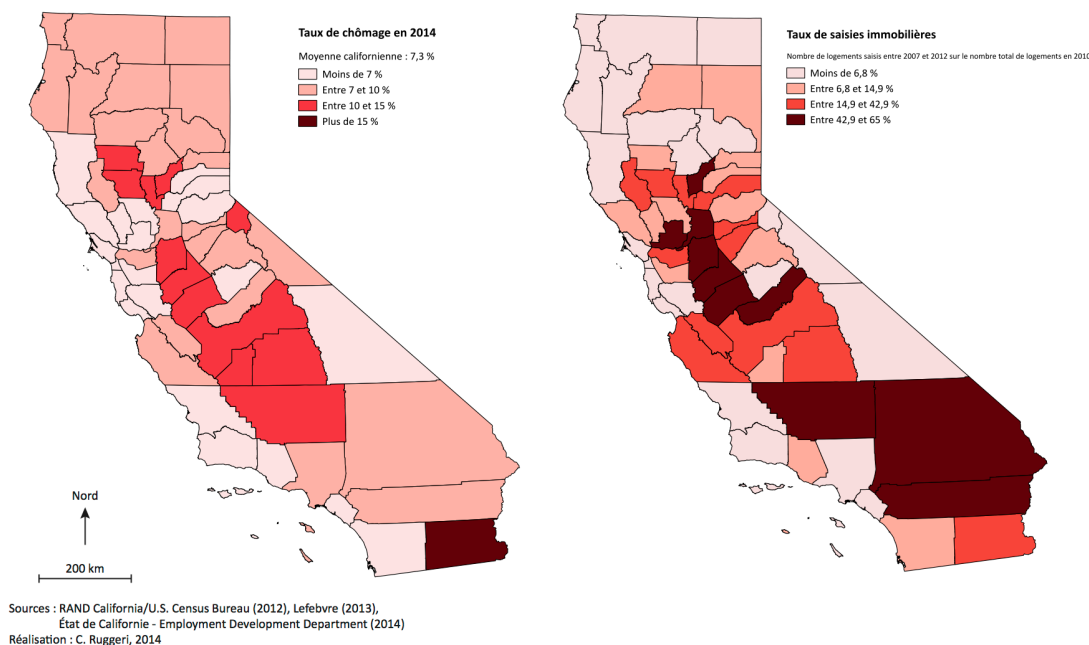 Taux de chômage en 2014
Moyenne californienne : 7,3 %
Moins de 7 %
Entre 7 et 10 %
Entre 10 et 15 %
Plus de 15 %
Taux de saisies immobilières
Nombre de logements saisis entre 2007 et 2012 sur le nombre total de logements en 2010
Moins de 6,8 %
Entre 6,8 et 14,9 %
Entre 14,9 et 42,9 %
Entre 42,9 et 65 %
Nord
200 km
Sources : RAND California/U.S. Census Bureau (2012), Lefebvre (2013),
État de Californie - Employment Development Department (2014)
Réalisation : C. Ruggeri, 2014